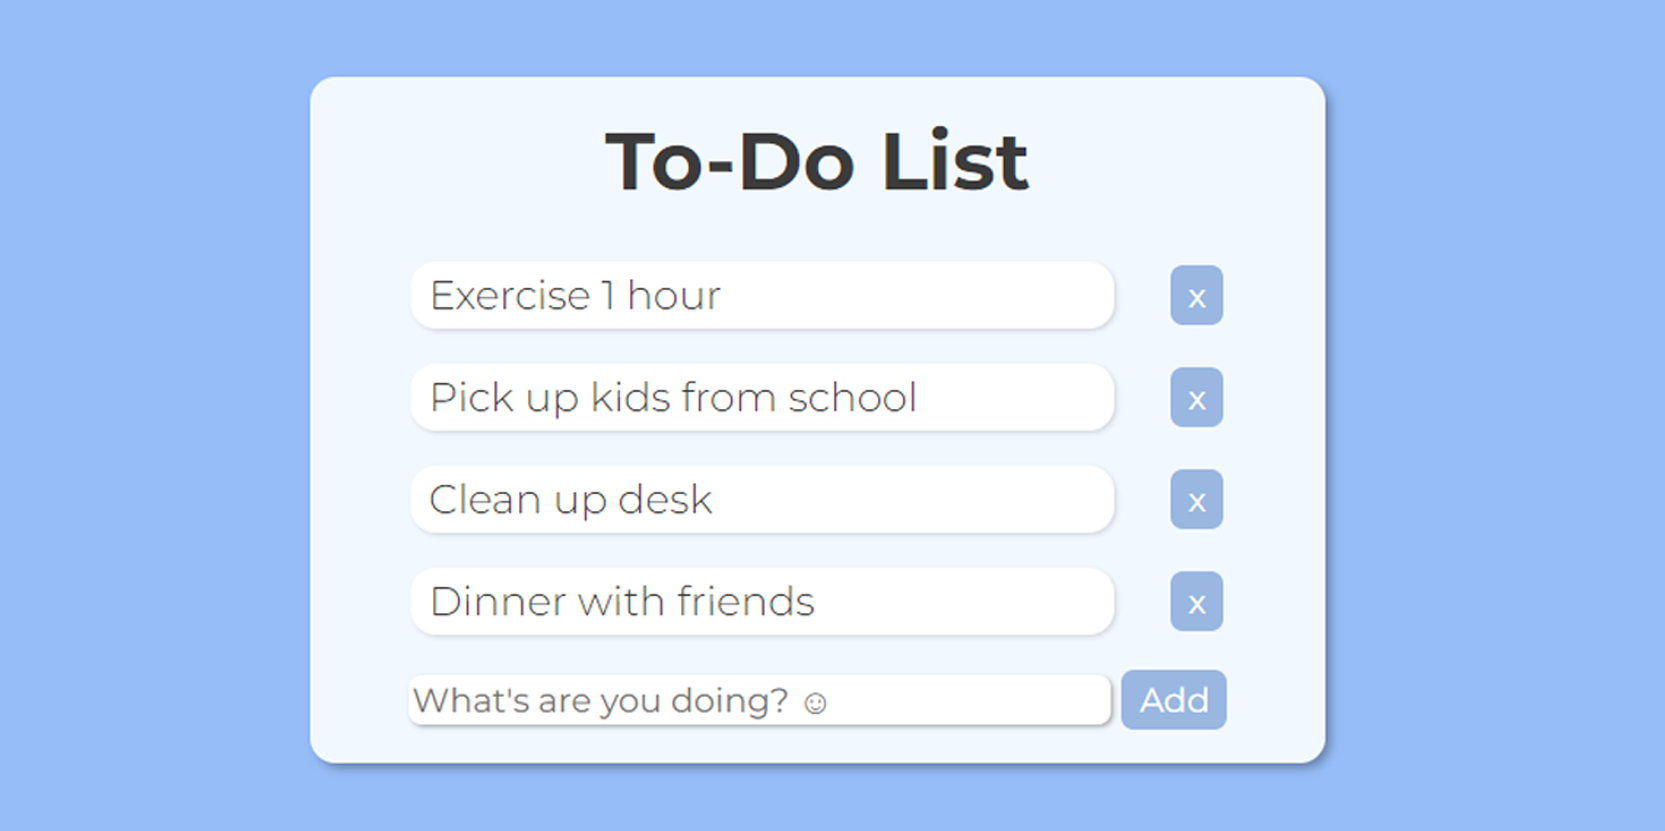 To-Do List
Exercise 1 hour
x
Pick up kids from school
x
Clean up desk
x
Dinner with friends
x
What's are you doing? ☺
Add